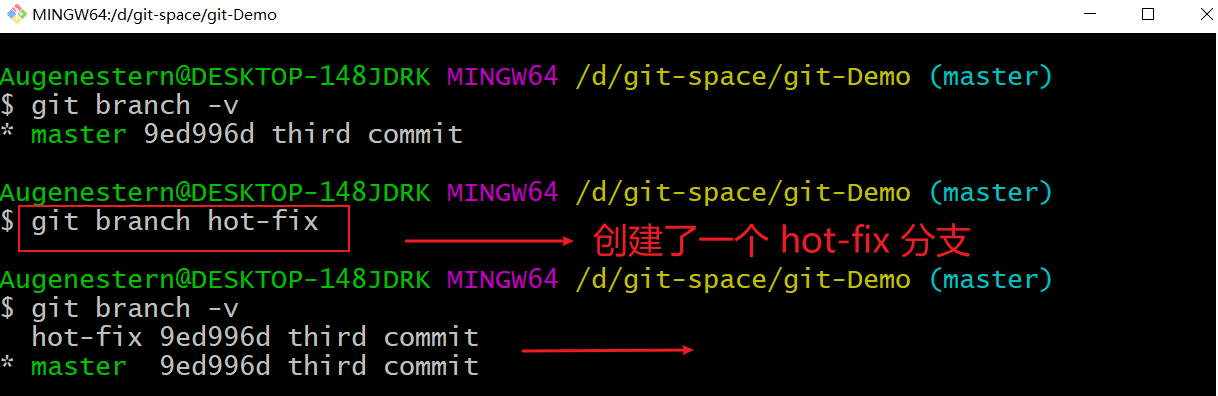 MINGW64:/d/git-space/git-Demo
Augenestern@DESKTOP-148JDRK MINGW64 /d/git-space/git-Demo (master)
$ git branch -v
* master 9ed996d third commit
Augenestern@DESKTOP-148JDRK MINGW64 /d/git-space/git-Demo (master)
$ git branch hot-fix
创建了一个 hot-fix 分支
Augenestern@DESKTOP-148JDRK MINGW64 /d/git-space/git-Demo (master)
$ git branch -v
  hot-fix 9ed996d third commit
* master  9ed996d third commit